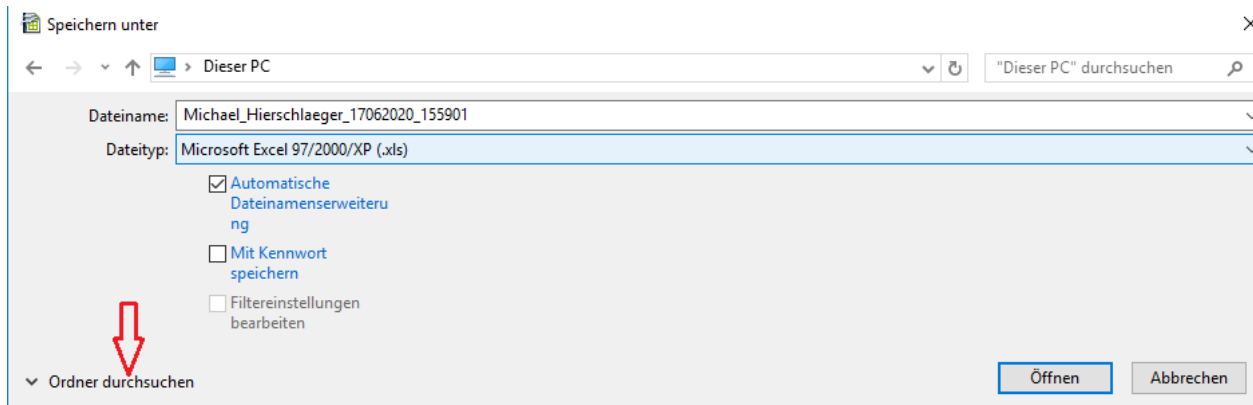 Speichern unter
Dieser PC
"Dieser PC" durchsuchen
Dateiname: Michael_Hierschlaeger_17062020_155901
Dateityp: Microsoft Excel 97/2000/XP (.xls)
Automatische
Dateinamenserweiteru
ng
Mit Kennwort
speichern
Filtereinstellungen
bearbeiten
Ordner durchsuchen
Öffnen
Abbrechen